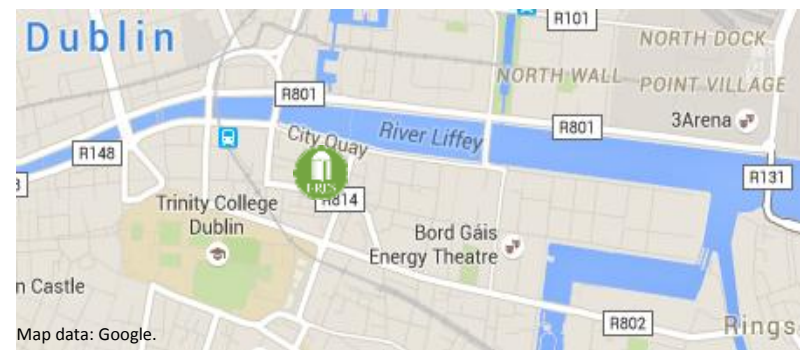 Dublin
R101
NORTH DOCK
NORTH WALL
POINT VILLAGE
R801
3Arena
City Quay
River Liffey
R801
R148
R131
R814
Trinity College
Dublin
Bord Gáis
Energy Theatre
n Castle
R802
Rings
Map data: Google.